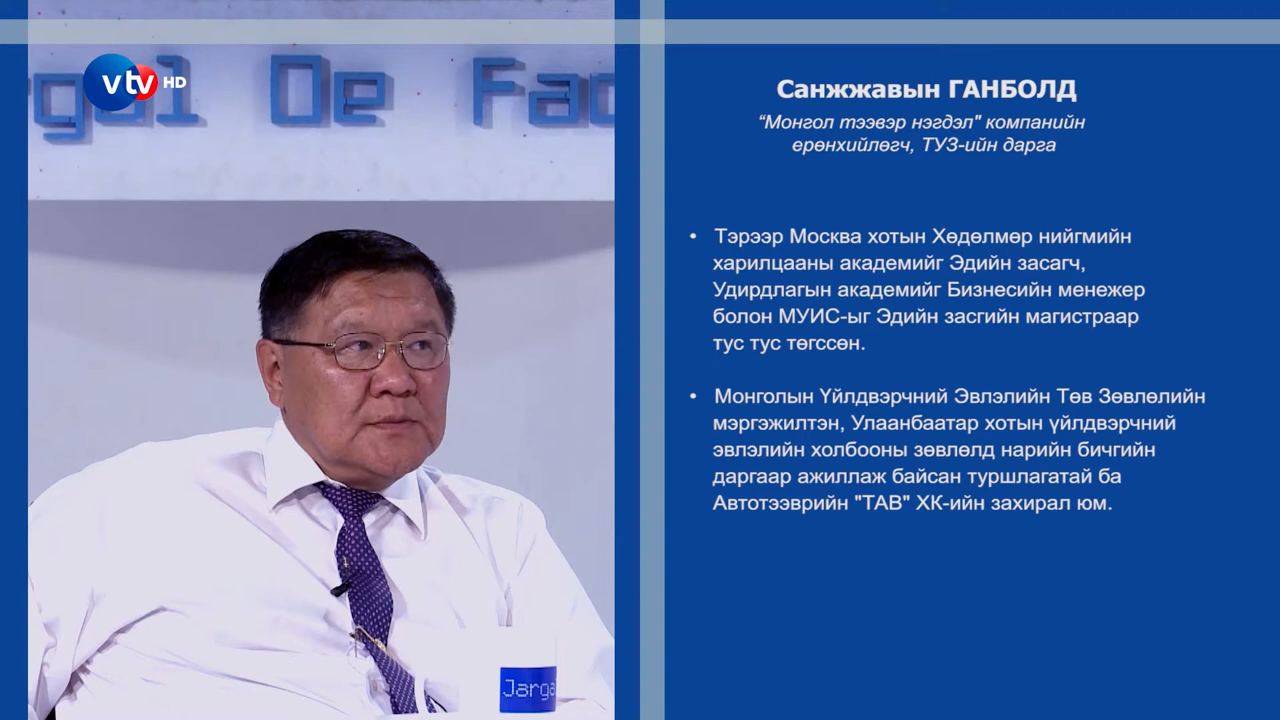 vtv HD
rgal De Fac
Jarga
Санжжавын ГАНБОЛД
“Монгол тээвэр нэгдэл" компанийн
ерөнхийлөгч, ТУЗ-ийн дарга
• Тэрээр Москва хотын Хөдөлмөр нийгмийн
харилцааны академийг Эдийн засагч,
Удирдлагын академийг Бизнесийн менежер
болон МУИС-ыг Эдийн засгийн магистраар
тус тус төгссөн.
• Монголын Үйлдвэрчний Эвлэлийн Төв Зөвлөлийн
мэргэжилтэн, Улаанбаатар хотын үйлдвэрчний
эвлэлийн холбооны зөвлөлд нарийн бичгийн
даргаар ажиллаж байсан туршлагатай ба
Автотээврийн "ТАВ" ХК-ийн захирал юм.